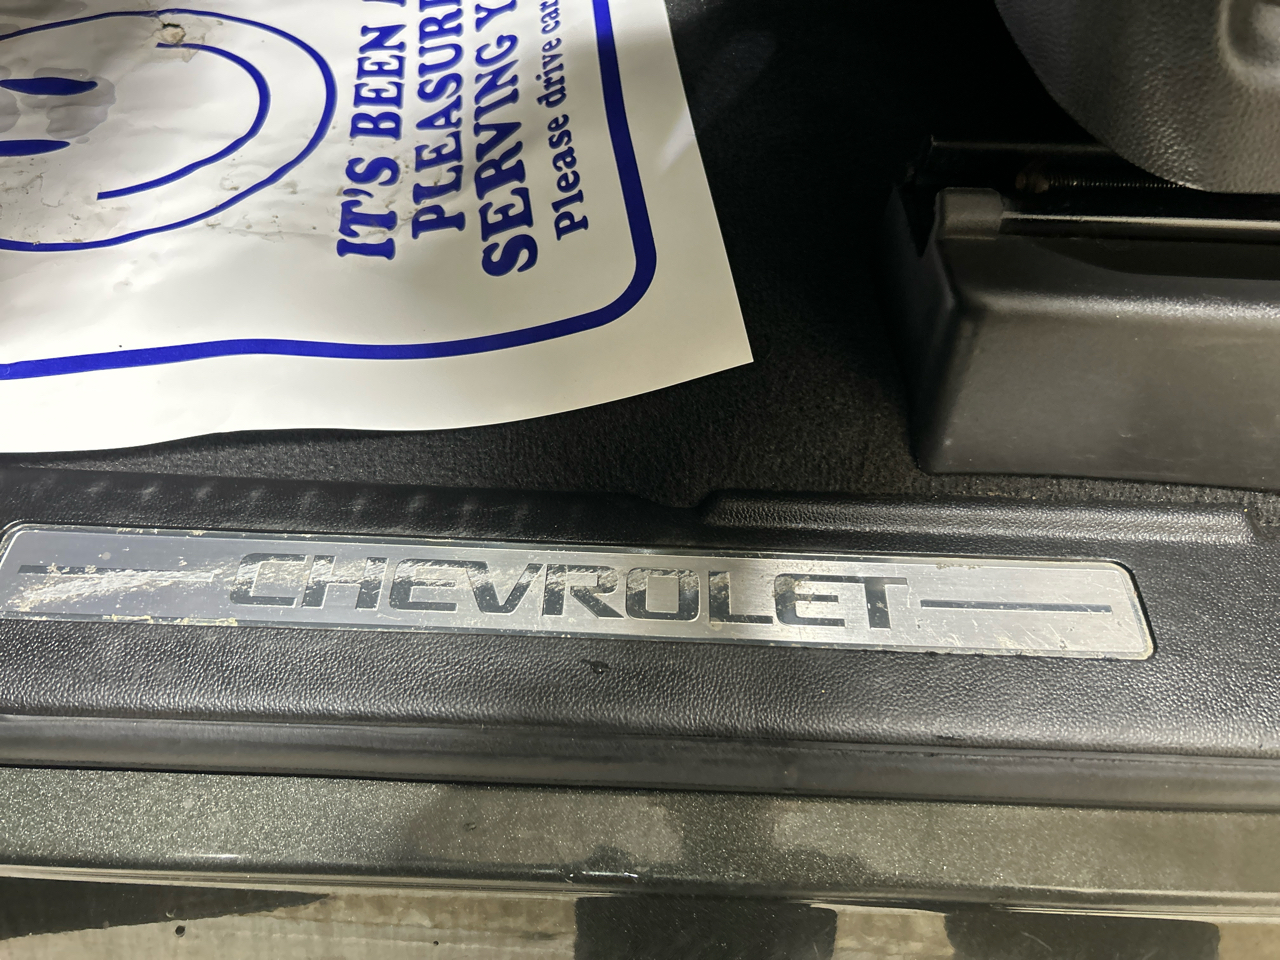 IT'S BEEN
PLEASUR
SERVING
Please drive
CHEVROLET